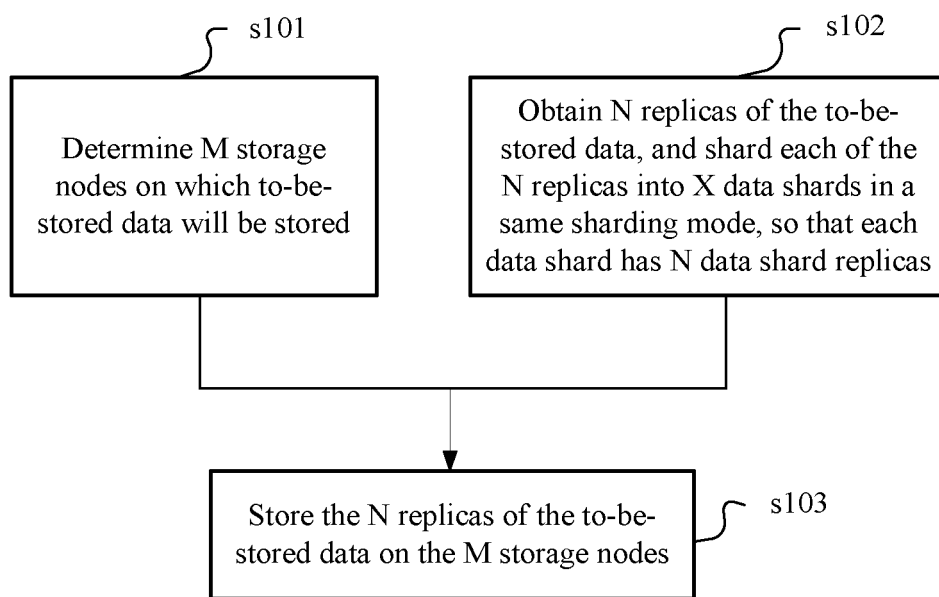 s101
s102
Determine M storage
nodes on which to-be-
stored data will be stored
Obtain N replicas of the to-be-
stored data, and shard each of the
N replicas into X data shards in a
same sharding mode, so that each
data shard has N data shard replicas
s103
Store the N replicas of the to-be-
stored data on the M storage nodes